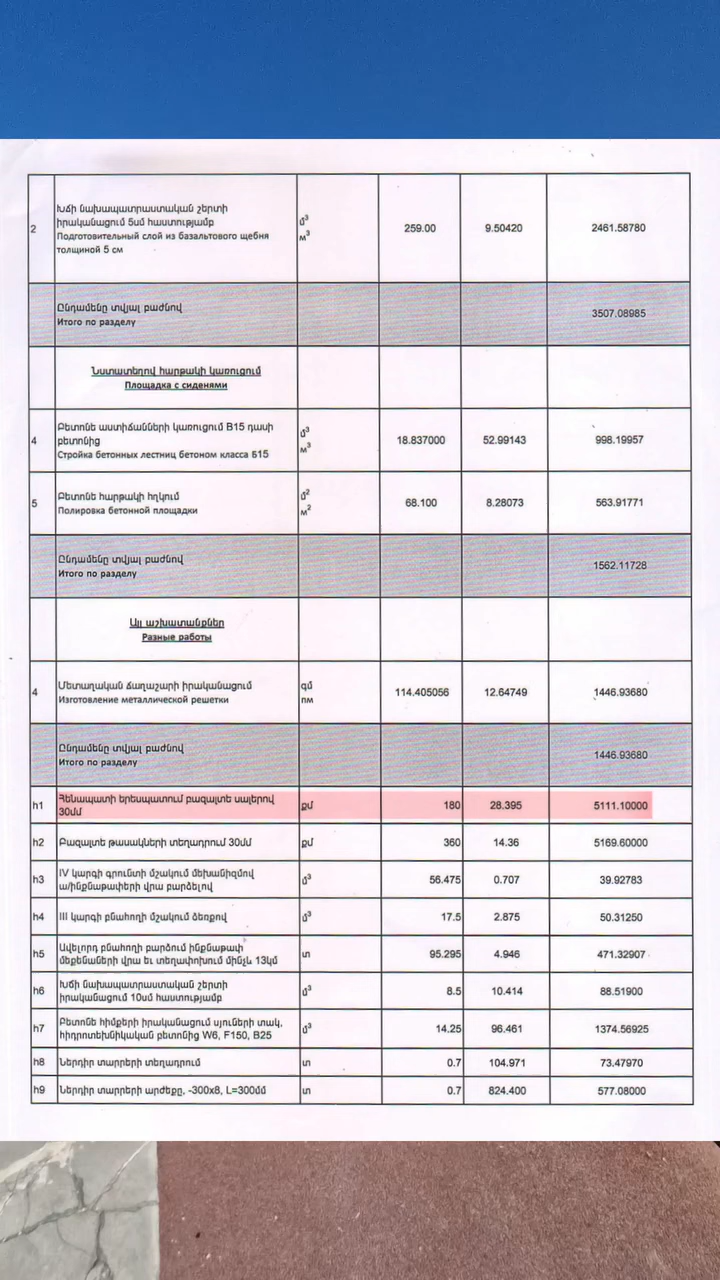 2
Խճի նախապատրաստական շերտի
իրականացում 5սմ հաստությամբ
Подготовительный слой из базальтового щебня
толщиной 5 см
մ³
м³
259.00
9.50420
2461.58780
Ընդամենը տվյալ բաժնով
Итого по разделу
3507.08985
Նստատեղով հարթակի կառուցում
Площадка с сиденями
4
Բետոնե աստիճանների կառուցում B15 դասի
բետոնից
Стройка бетонных лестниц бетоном класса Б15
մ³
м³
18.837000
52.99143
998.19957
5
Բետոնե հարթակի հղկում
Полировка бетонной площадки
մ²
м²
68.100
8.28073
563.91771
Ընդամենը տվյալ բաժնով
Итого по разделу
1562.11728
Այլ աշխատանքներ
Разные работы
4
Մետաղական ճաղաշարի իրականացում
Изготовление металлической решетки
գմ
пм
114.405056
12.64749
1446.93680
Ընդամենը տվյալ բաժնով
Итого по разделу
1446.93680
h1
Հենապատի երեսպատում բազալտե սալերով
30մմ
քմ
180
28.395
5111.10000
h2
Բազալտե թասակների տեղադրում 30մմ
քմ
360
14.36
5169.60000
h3
IV կարգի գրունտի մշակում մեխանիզմով
ա/ինքնաթափերի վրա բարձելով
մ³
56.475
0.707
39.92783
h4
III կարգի բնահողի մշակում ձեռքով
մ³
17.5
2.875
50.31250
h5
Ավելորդ բնահողի բարձում ինքնաթափ
մեքենաների վրա եւ տեղափոխում մինչև 13կմ
տ
95.295
4.946
471.32907
h6
Խճի նախապատրաստական շերտի
իրականացում 10սմ հաստությամբ
մ³
8.5
10.414
88.51900
h7
Բետոնե հիմքերի իրականացում սյուների տակ,
հիդրոտեխնիկական բետոնից W6, F150, B25
մ³
14.25
96.461
1374.56925
h8
Ներդիր տարրերի տեղադրում
տ
0.7
104.971
73.47970
h9
Ներդիր տարրերի արժեքը, -300x8, L=300մմ
տ
0.7
824.400
577.08000